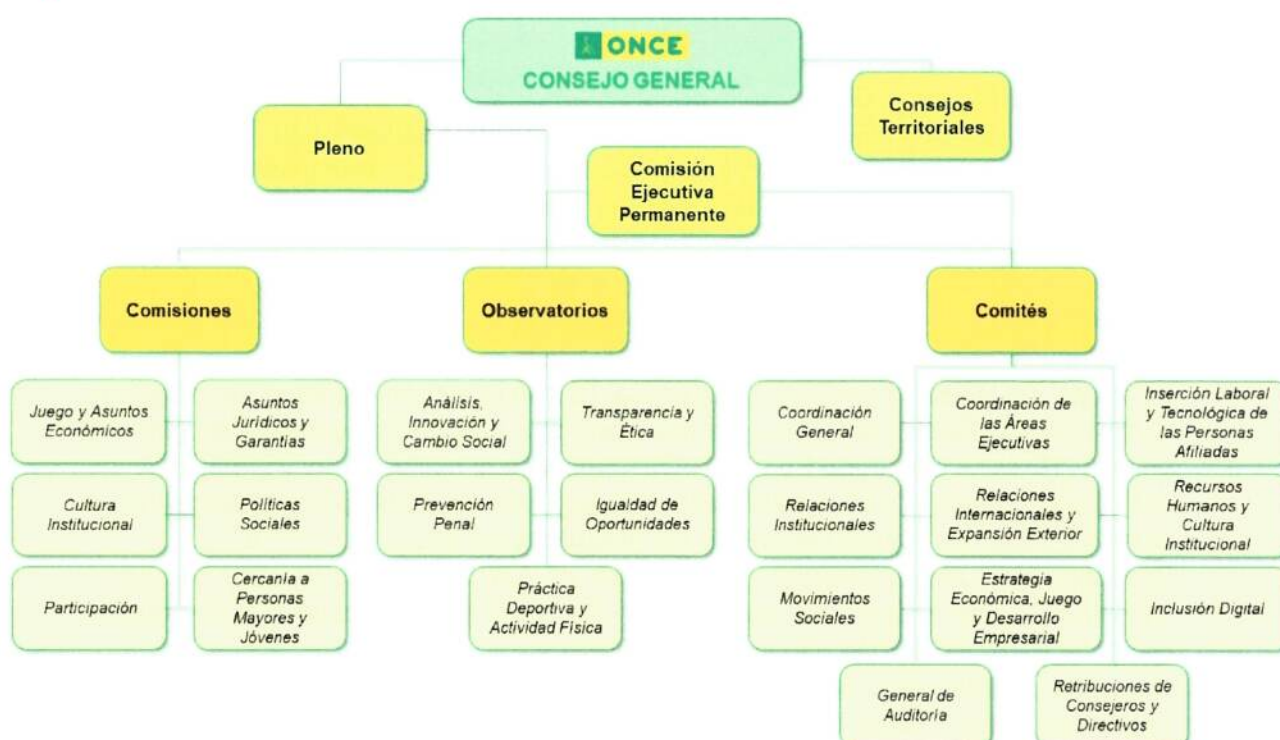 ONCE
CONSEJO GENERAL
Consejos
Territoriales
Pleno
Comisión
Ejecutiva
Permanente
Comisiones
Observatorios
Comités
Juego y Asuntos
Económicos
Asuntos
Jurídicos y
Garantías
Cultura
Institucional
Políticas
Sociales
Participación
Cercanía a
Personas
Mayores y
Jóvenes
Análisis,
Innovación y
Cambio Social
Transparencia y
Ética
Prevención
Penal
Igualdad de
Oportunidades
Práctica
Deportiva y
Actividad Física
Coordinación
General
Coordinación de
las Áreas
Ejecutivas
Inserción Laboral
y Tecnológica de
las Personas
Afiliadas
Relaciones
Institucionales
Relaciones
Internacionales y
Expansión Exterior
Recursos
Humanos y
Cultura
Institucional
Movimientos
Sociales
Estrategia
Económica, Juego
y Desarrollo
Empresarial
Inclusión Digital
General de
Auditoría
Retribuciones de
Consejeros y
Directivos